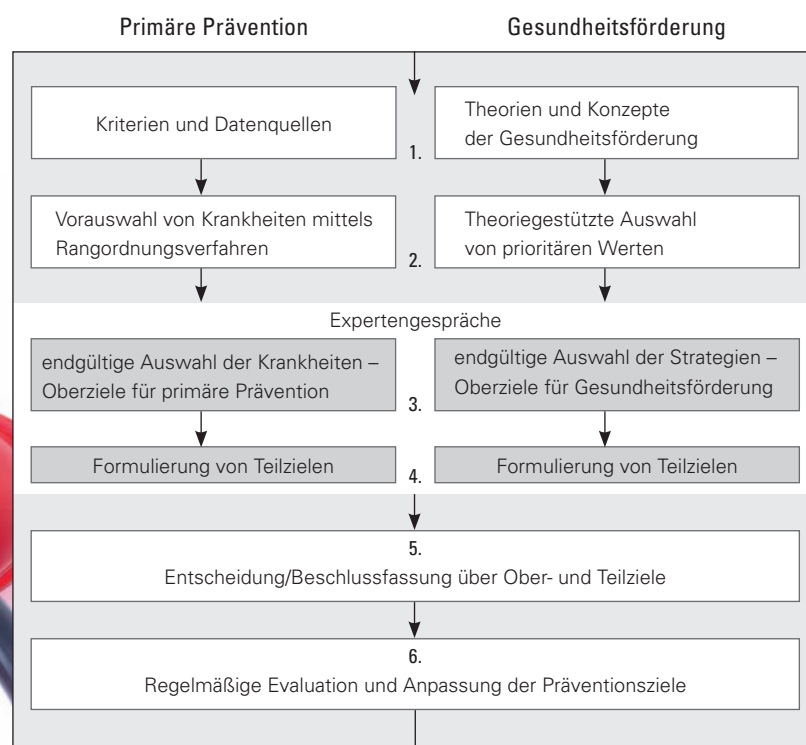 Primäre Prävention
Gesundheitsförderung
Kriterien und Datenquellen
Theorien und Konzepte
der Gesundheitsförderung
1.
Vorauswahl von Krankheiten mittels
Rangordnungsverfahren
Theoriegestützte Auswahl
von prioritären Werten
2.
Expertengespräche
endgültige Auswahl der Krankheiten –
Oberziele für primäre Prävention
endgültige Auswahl der Strategien –
Oberziele für Gesundheitsförderung
3.
Formulierung von Teilzielen
4.
Formulierung von Teilzielen
5.
Entscheidung/Beschlussfassung über Ober- und Teilziele
6.
Regelmäßige Evaluation und Anpassung der Präventionsziele